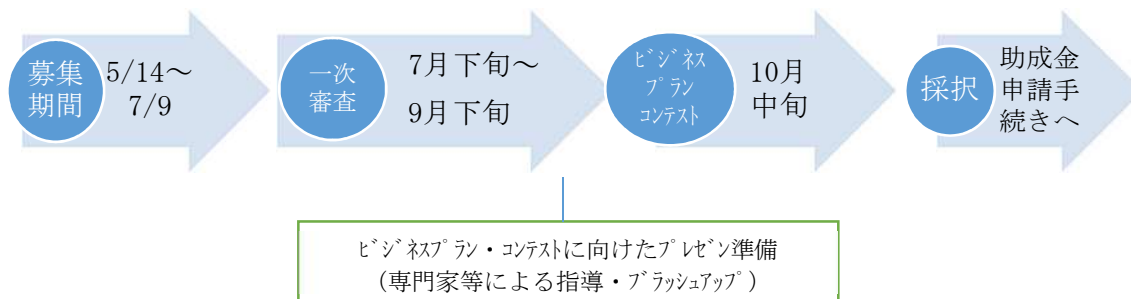 募集
期間
5/14～
7/9
一次
審査
7月下旬～
9月下旬
ﾋﾞｼﾞﾈｽ
ﾌﾟﾗﾝ
ｺﾝﾃｽﾄ
10月
中旬
採択
助成金
申請手
続きへ
ﾋﾞｼﾞﾈｽﾌﾟﾗﾝ・ｺﾝﾃｽﾄに向けたﾌﾟﾚｾﾞﾝ準備
(専門家等による指導・ﾌﾞﾗｯｼｭｱｯﾌﾟ)